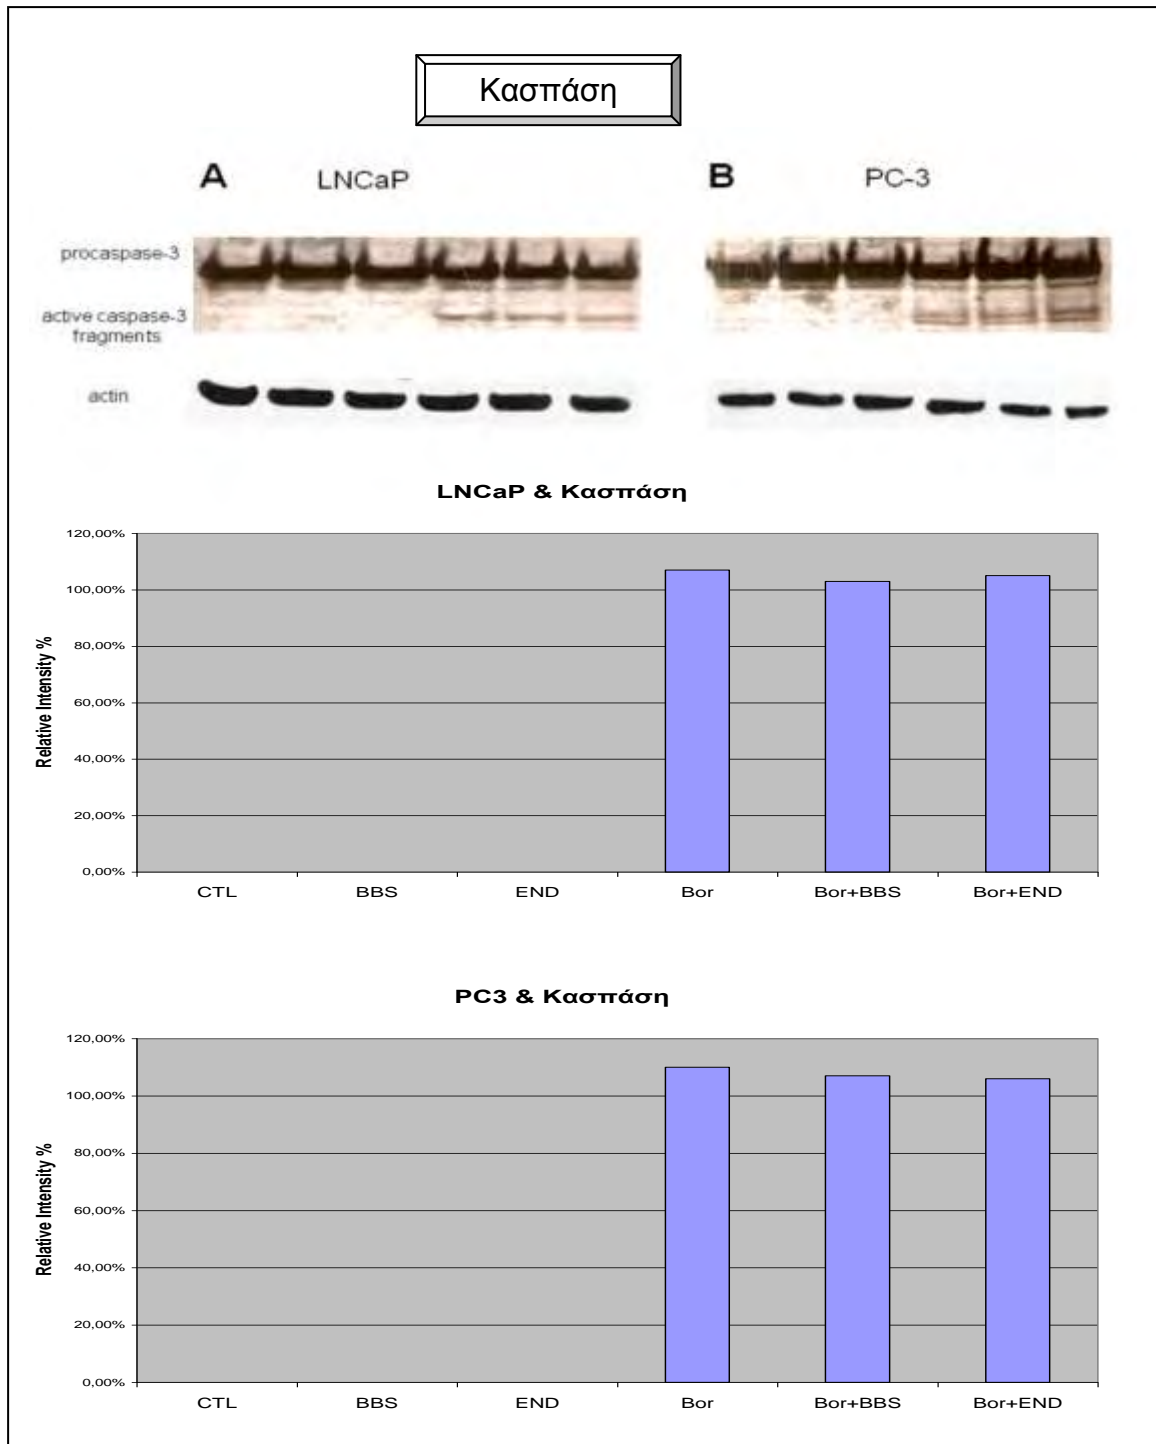 Κασπάση
A LNCaP
B PC-3
procaspase-3
active caspase-3
fragments
actin
LNCaP & Κασπάση
Relative Intensity %
120,00%
100,00%
80,00%
60,00%
40,00%
20,00%
0,00%
CTL BBS END Bor Bor+BBS Bor+END
PC3 & Κασπάση
Relative Intensity %
120,00%
100,00%
80,00%
60,00%
40,00%
20,00%
0,00%
CTL BBS END Bor Bor+BBS Bor+END